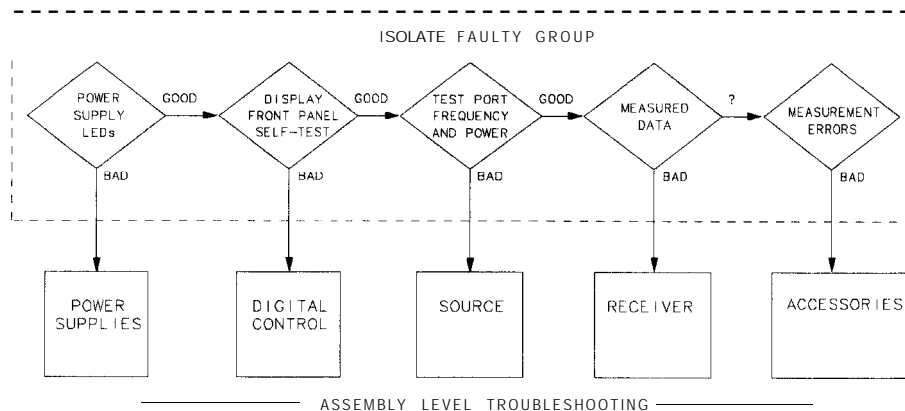 ISOLATE FAULTY GROUP
POWER
SUPPLY
LEDs
GOOD
DISPLAY
FRONT PANEL
SELF-TEST
GOOD
TEST PORT
FREQUENCY
AND POWER
GOOD
MEASURED
DATA
?
MEASUREMENT
ERRORS
BAD
BAD
BAD
BAD
BAD
POWER
SUPPLIES
DIGITAL
CONTROL
SOURCE
RECEIVER
ACCESSORIES
ASSEMBLY LEVEL TROUBLESHOOTING